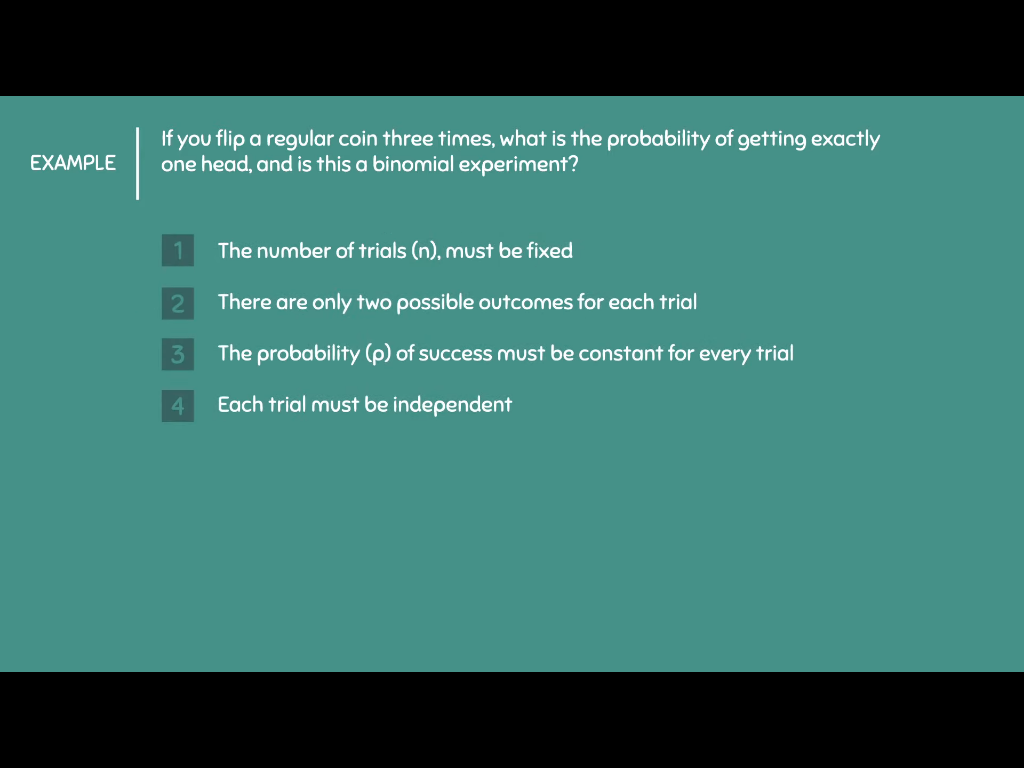 EXAMPLE
If you flip a regular coin three times, what is the probability of getting exactly
one head, and is this a binomial experiment?
1 The number of trials (n), must be fixed
2 There are only two possible outcomes for each trial
3 The probability (p) of success must be constant for every trial
4 Each trial must be independent